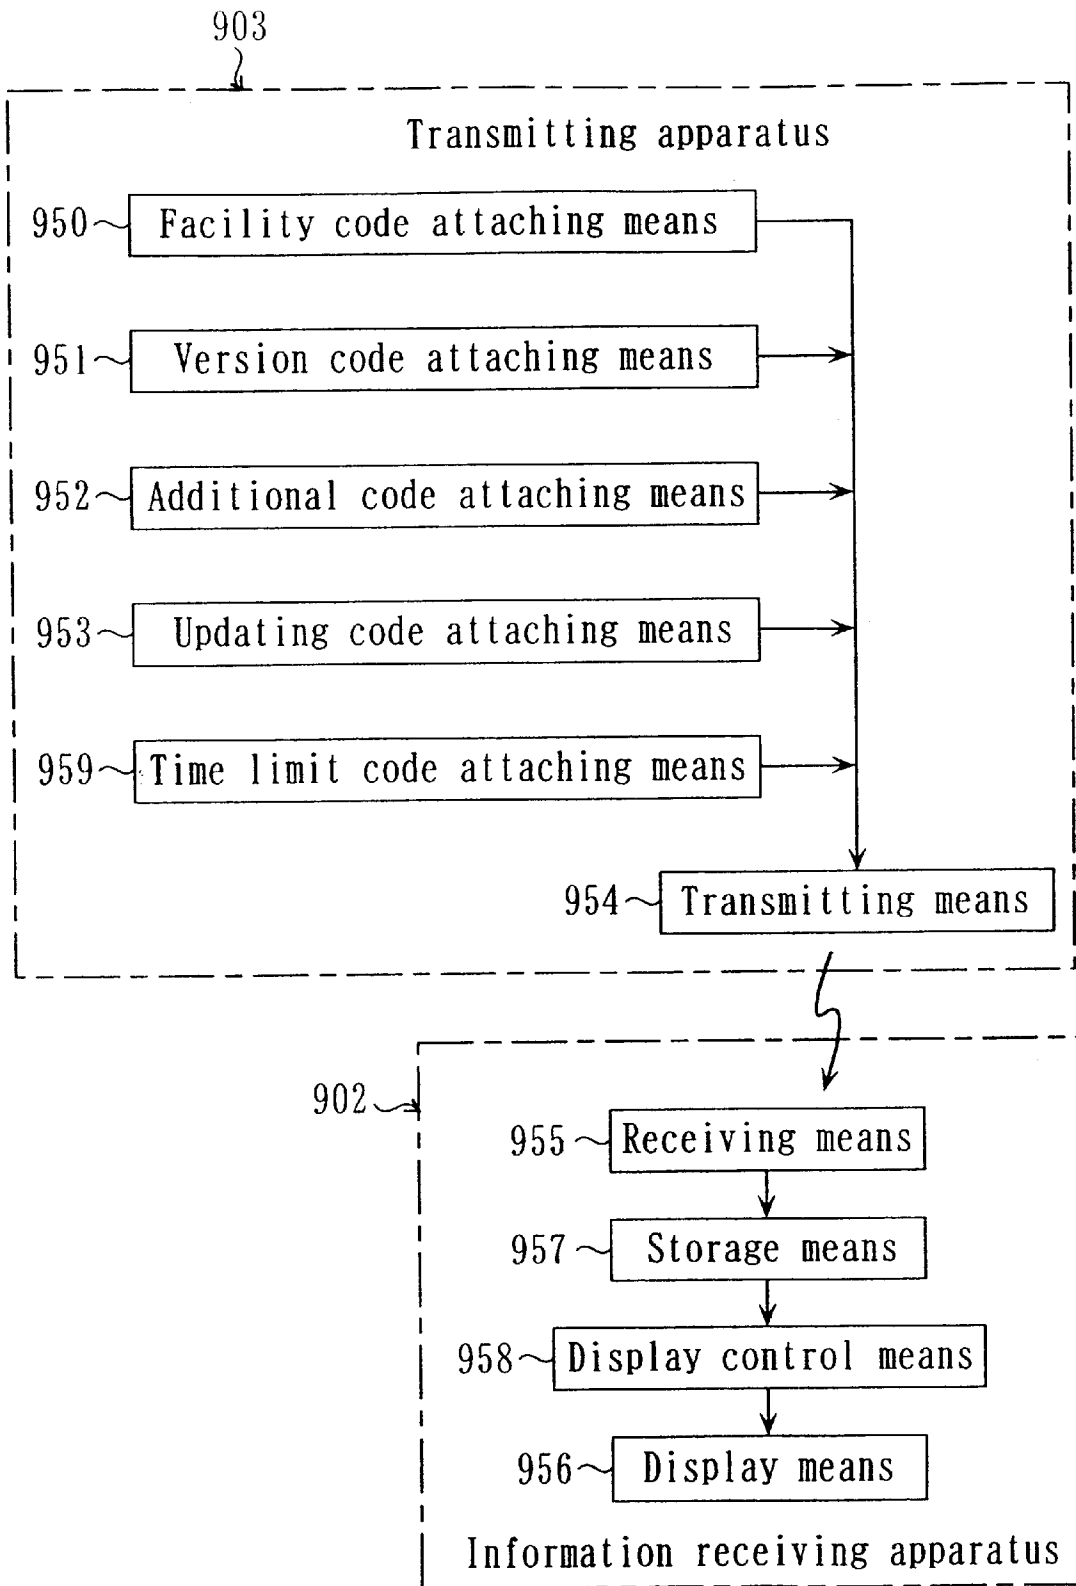 903
Transmitting apparatus
950 Facility code attaching means
951 Version code attaching means
952 Additional code attaching means
953 Updating code attaching means
959 Time limit code attaching means
954 Transmitting means
902
955 Receiving means
957 Storage means
958 Display control means
956 Display means
Information receiving apparatus